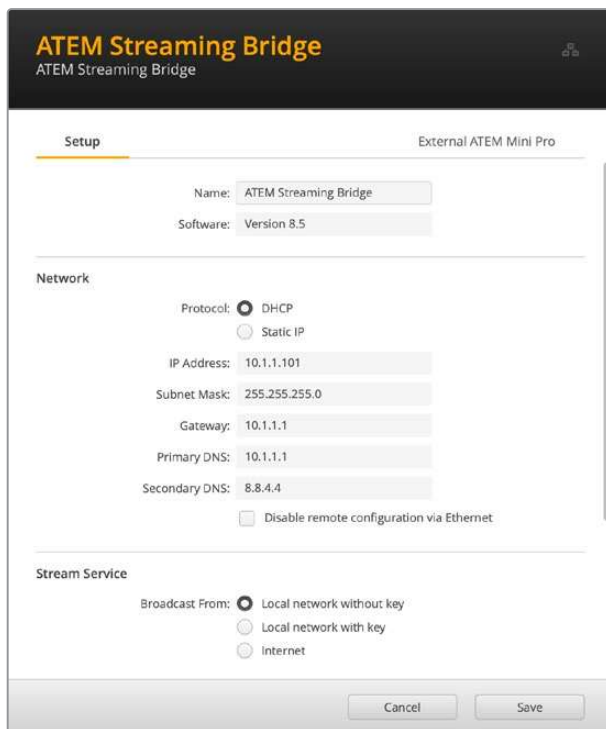 ATEM Streaming Bridge
ATEM Streaming Bridge
Setup External ATEM Mini Pro
Name: ATEM Streaming Bridge
Software: Version 8.5
Network
Protocol: DHCP
Static IP
IP Address: 10.1.1.101
Subnet Mask: 255.255.255.0
Gateway: 10.1.1.1
Primary DNS: 10.1.1.1
Secondary DNS: 8.8.4.4
Disable remote configuration via Ethernet
Stream Service
Broadcast From: Local network without key
Local network with key
Internet
Cancel Save